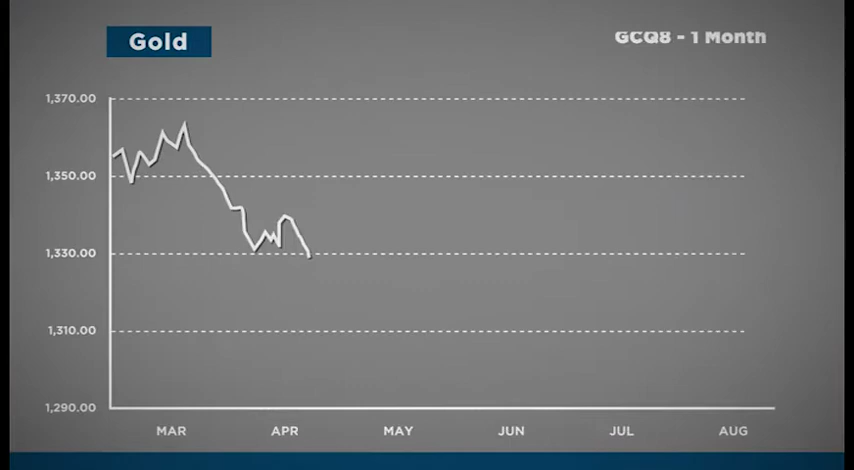 Gold
GCQ8 - 1 Month
1,370.00
1,350.00
1,330.00
1,310.00
1,290.00
MAR APR MAY JUN JUL AUG